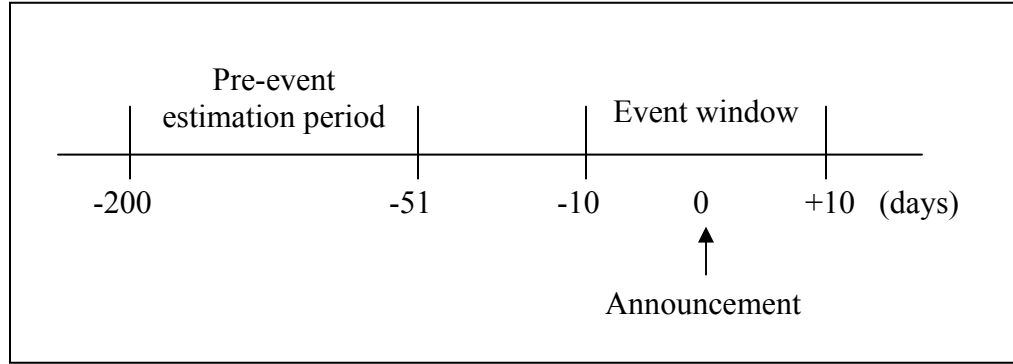 Pre-event
estimation period
Event window
-200
-51
-10
0
+10
(days)
Announcement